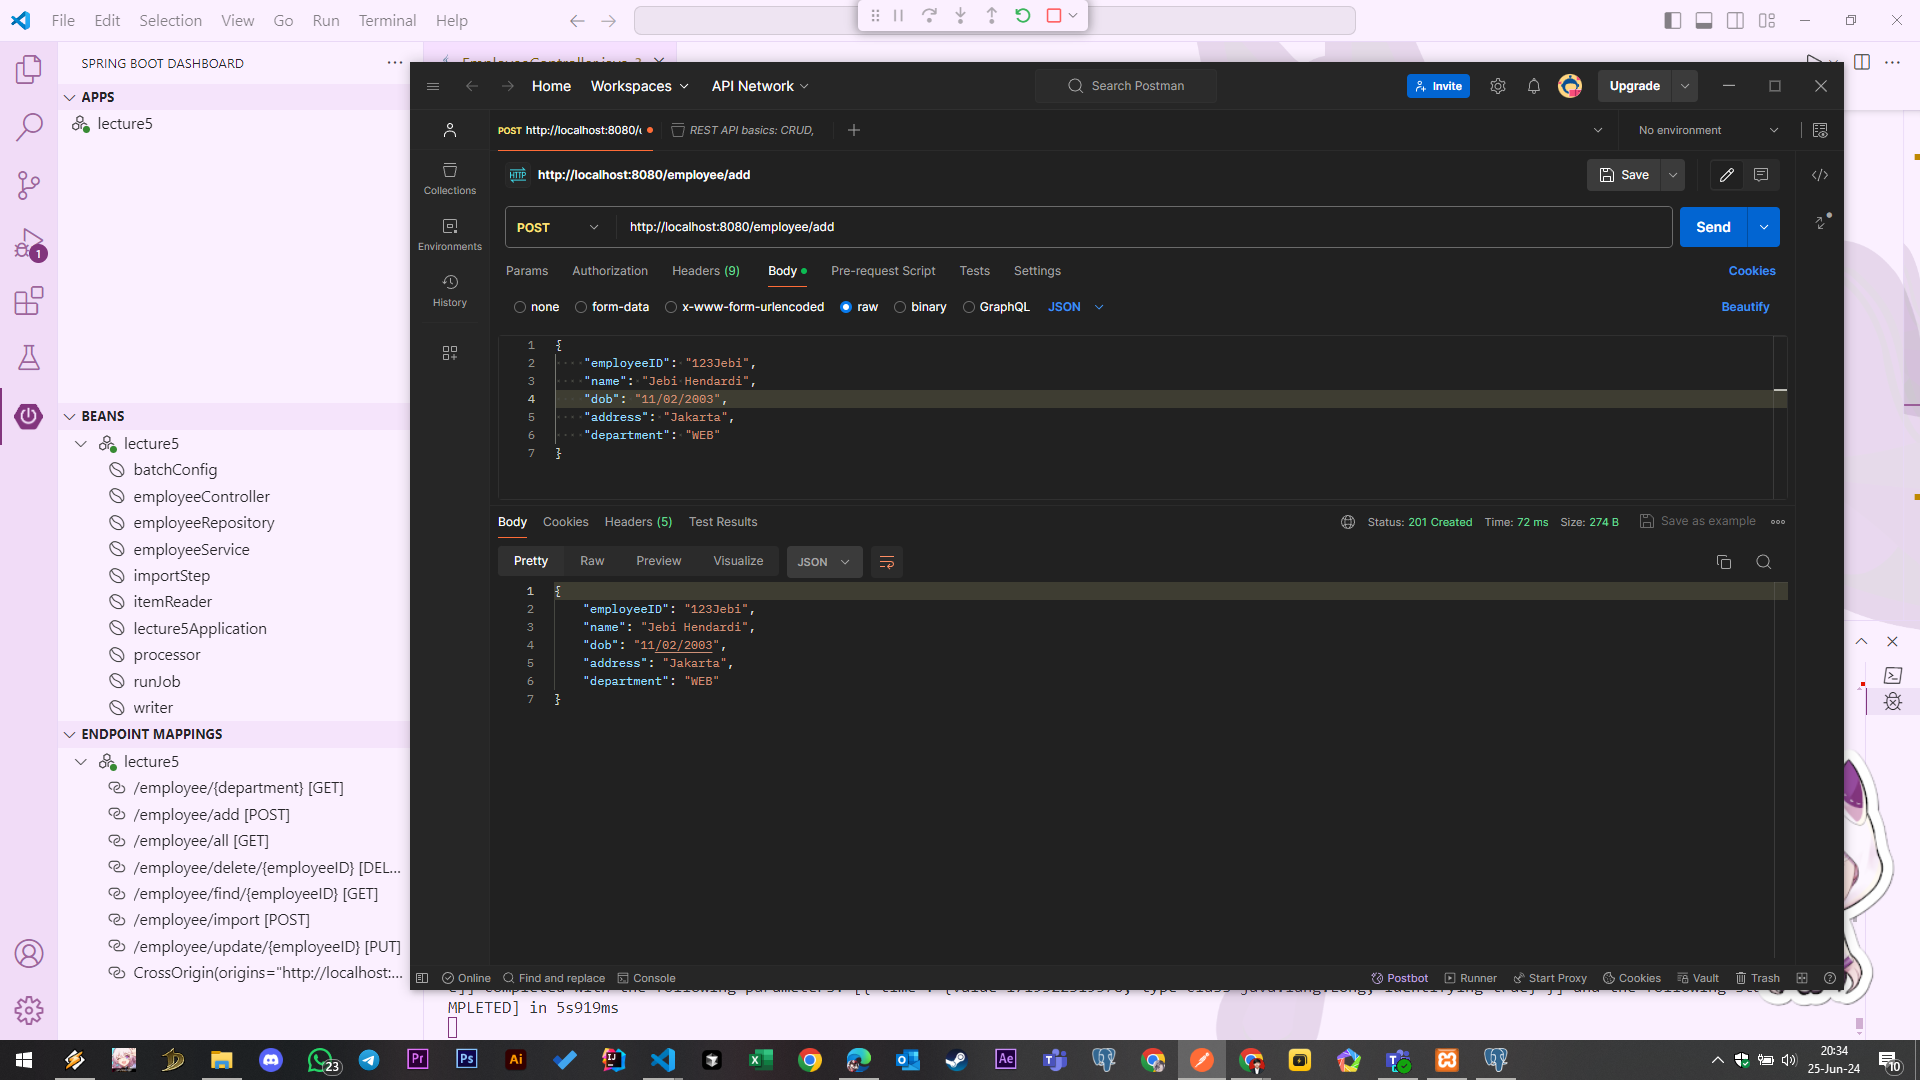 File Edit Selection View Go Run Terminal Help
SPRING BOOT DASHBOARD
APPS
lecture5
BEANS
lecture5
batchConfig
employeeController
employeeRepository
employeeService
importStep
itemReader
lecture5Application
processor
runJob
writer
ENDPOINT MAPPINGS
lecture5
/employee/{department} [GET]
/employee/add [POST]
/employee/all [GET]
/employee/delete/{employeeID} [DEL...
/employee/find/{employeeID} [GET]
/employee/import [POST]
/employee/update/{employeeID} [PUT]
CrossOrigin(origins="http://localhost:...
1
Home Workspaces API Network Search Postman Invite Upgrade
POST http://localhost:8080/ REST API basics: CRUD, No environment
Collections
Environments
History
HTTP http://localhost:8080/employee/add Save
POST http://localhost:8080/employee/add Send
Params Authorization Headers (9) Body Pre-request Script Tests Settings Cookies
none form-data x-www-form-urlencoded raw binary GraphQL JSON Beautify
1 {
2 "employeeID": "123Jebi",
3 "name": "Jebi Hendardi",
4 "dob": "11/02/2003",
5 "address": "Jakarta",
6 "department": "WEB"
7 }
Body Cookies Headers (5) Test Results Status: 201 Created Time: 72 ms Size: 274 B Save as example
Pretty Raw Preview Visualize JSON
1 {
2 "employeeID": "123Jebi",
3 "name": "Jebi Hendardi",
4 "dob": "11/02/2003",
5 "address": "Jakarta",
6 "department": "WEB"
7 }
Online Find and replace Console Postbot Runner Start Proxy Cookies Vault Trash
MPLETED] in 5s919ms
23
Pr Ps Ai Ae
20:34
25-Jun-24
10